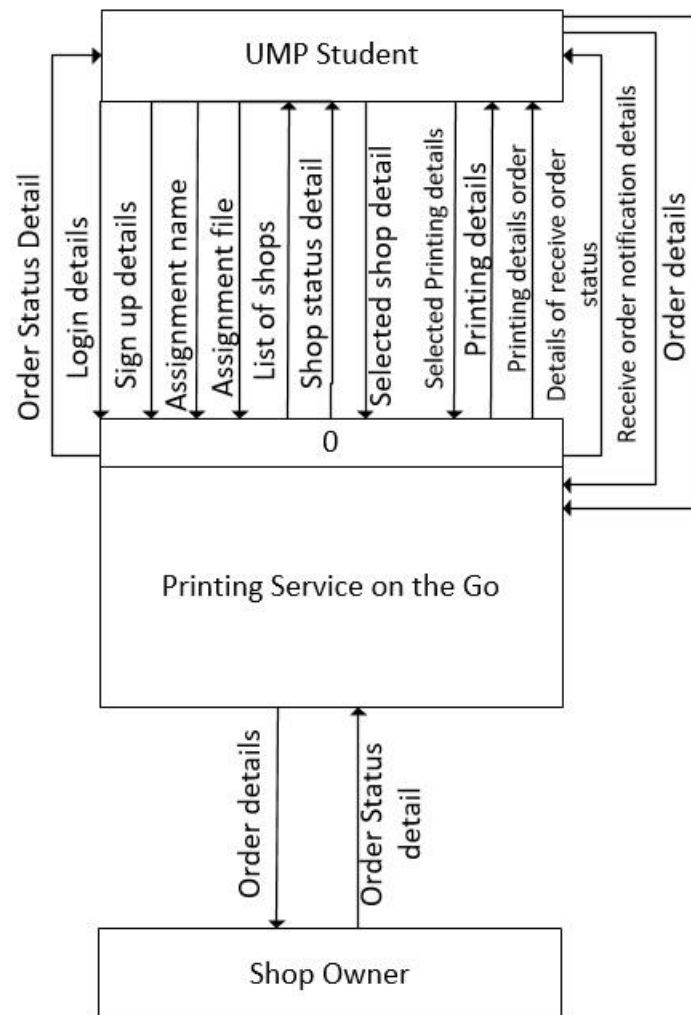 UMP Student
Order Status Detail
Login details
Sign up details
Assignment name
Assignment file
List of shops
Shop status detail
Selected shop detail
Selected Printing details
Printing details
Printing details order
Details of receive order
status
Receive order notification details
Order details
0
Printing Service on the Go
Order details
Order Status
detail
Shop Owner